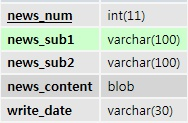 news_num int(11)
news_sub1 varchar(100)
news_sub2 varchar(100)
news_content blob
write_date varchar(30)